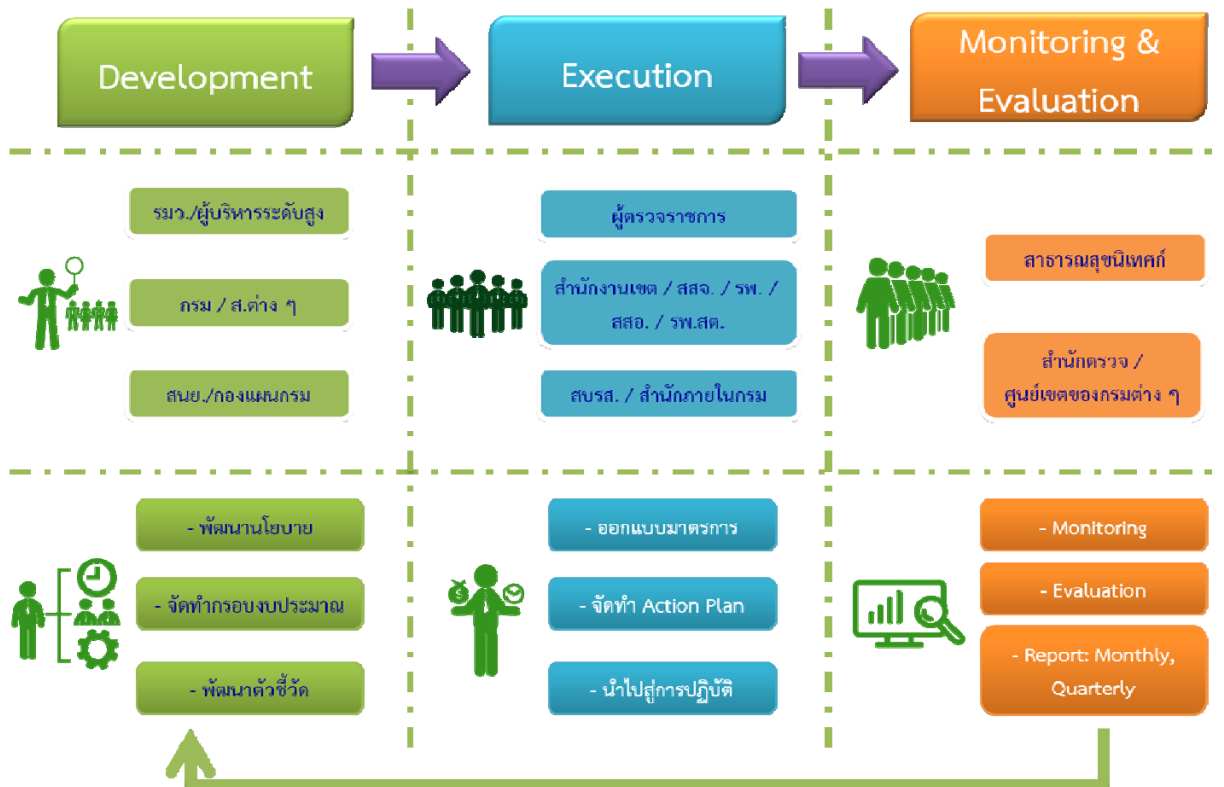 Development
Execution
Monitoring &
Evaluation
รมว./ผู้บริหารระดับสูง
กรม / ส.ต่าง ๆ
สนย./กองแผนกรม
ผู้ตรวจราชการ
สำนักงานเขต / สสจ. / รพ. /
สสอ. / รพ.สต.
สบรส. / สำนักภายในกรม
สาธารณสุขนิเทศก์
สำนักตรวจ /
ศูนย์เขตของกรมต่าง ๆ
- พัฒนานโยบาย
- จัดทำกรอบงบประมาณ
- พัฒนาตัวชี้วัด
- ออกแบบมาตรการ
- จัดทำ Action Plan
- นำไปสู่การปฏิบัติ
- Monitoring
- Evaluation
- Report: Monthly,
Quarterly